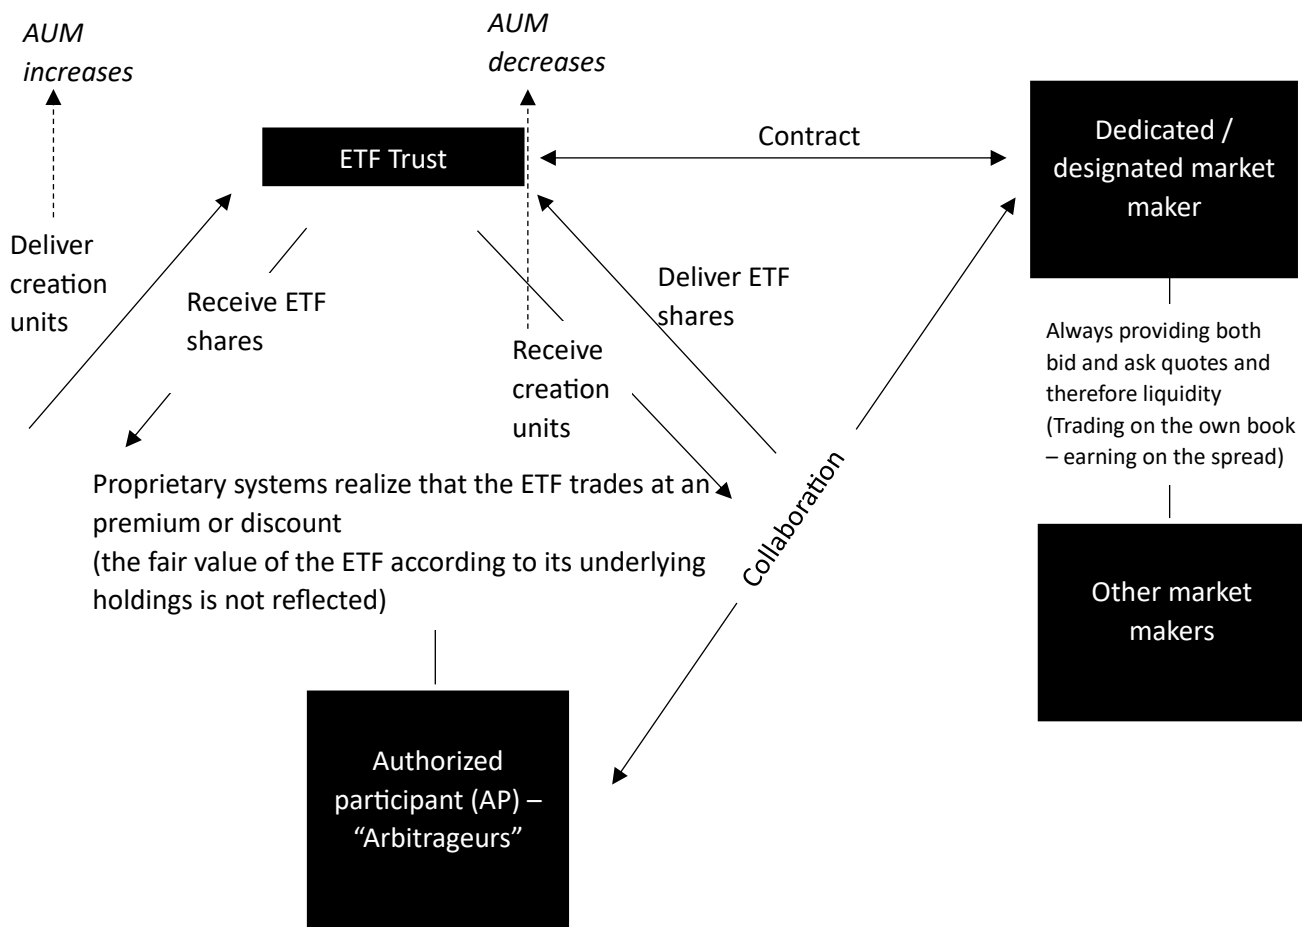 AUM
increases
AUM
decreases
ETF Trust
Contract
Dedicated /
designated market
maker
Deliver
creation
units
Receive ETF
shares
Deliver ETF
shares
Receive
creation
units
Always providing both
bid and ask quotes and
therefore liquidity
(Trading on the own book
– earning on the spread)
Collaboration
Proprietary systems realize that the ETF trades at an
premium or discount
(the fair value of the ETF according to its underlying
holdings is not reflected)
Other market
makers
Authorized
participant (AP) –
“Arbitrageurs”